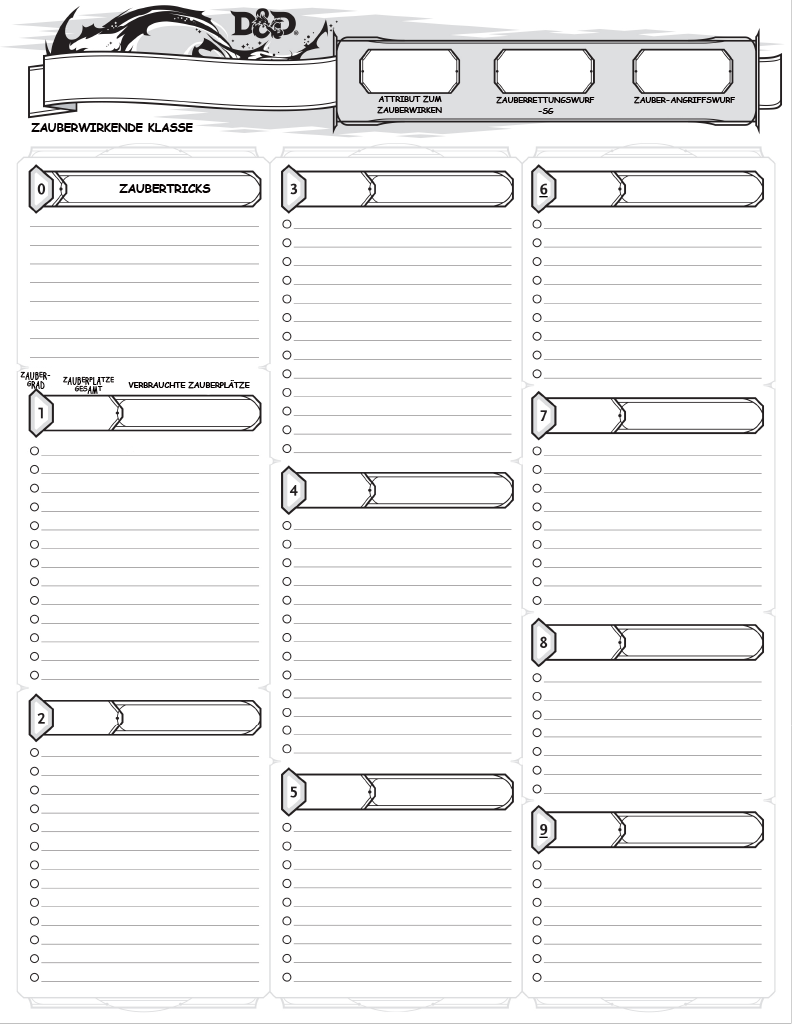 D&D
ATTRIBUT ZUM
ZAUBERWIRKEN
ZAUBERRETTUNGSWURF
-SG
ZAUBER-ANGRIFFSWURF
ZAUBERWIRKENDE KLASSE
0
ZAUBERTRICKS
ZAUBER-
GRAD
ZAUBERPLÄTZE
GESAMT
VERBRAUCHTE ZAUBERPLÄTZE
1
2
3
4
5
6
7
8
9